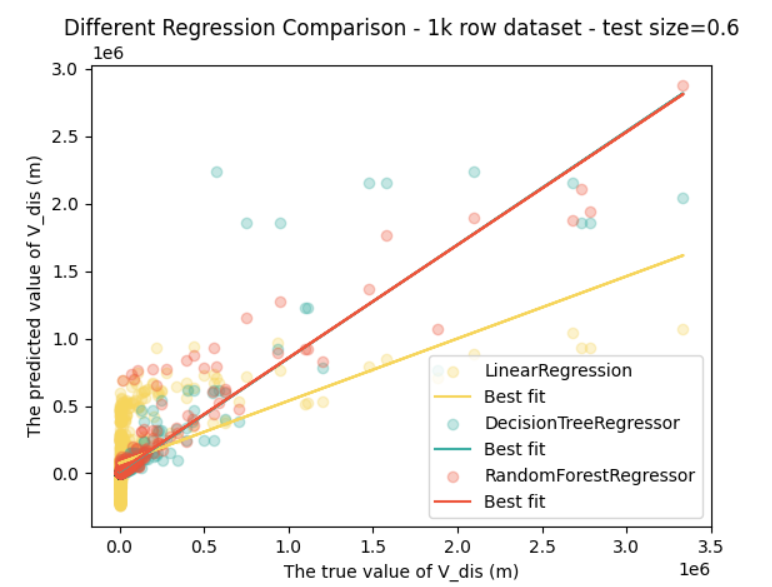 Different Regression Comparison - 1k row dataset - test size=0.6
1e6
3.0
2.5
2.0
1.5
1.0
0.5
0.0
The predicted value of V_dis (m)
LinearRegression
Best fit
DecisionTreeRegressor
Best fit
RandomForestRegressor
Best fit
0.0 0.5 1.0 1.5 2.0 2.5 3.0 3.5
1e6
The true value of V_dis (m)